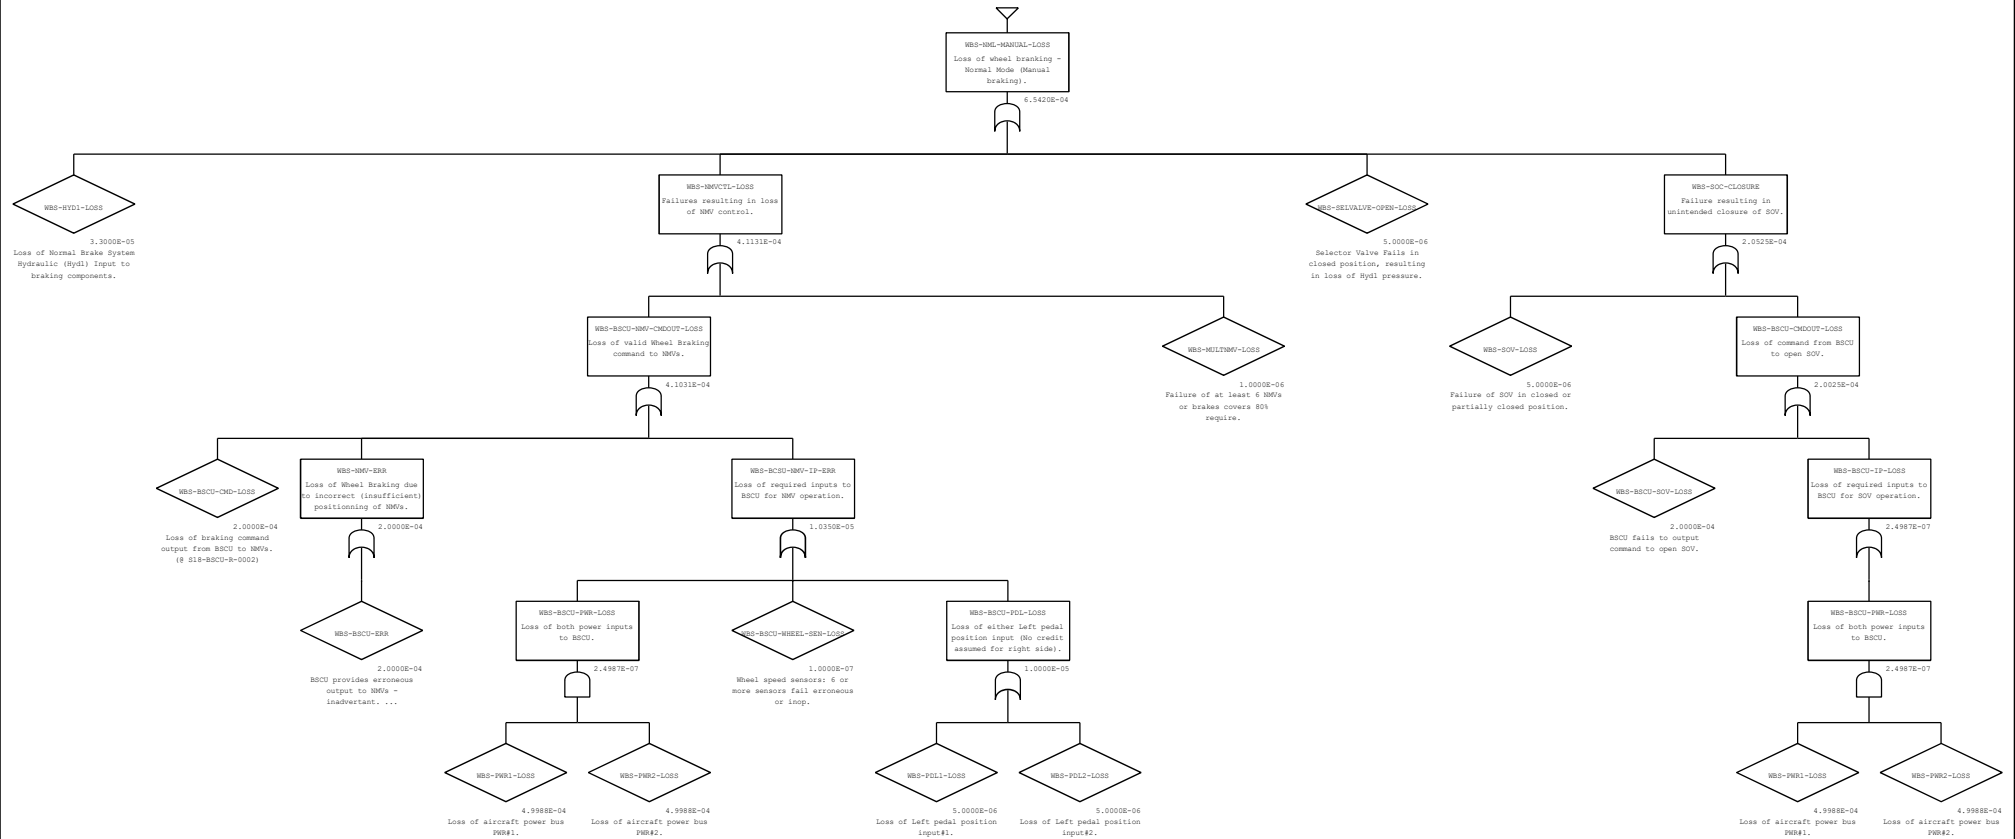 WBS-NML-MANUAL-LOSS
Loss of wheel branking -
Normal Mode (Manual
braking).
6.5420E-04
WBS-HYD1-LOSS
3.3000E-05
Loss of Normal Brake System
Hydraulic (Hyd1) Input to
braking components.
WBS-NMVCTL-LOSS
Failures resulting in loss
of NMV control.
4.1131E-04
WBS-SELVALVE-OPEN-LOSS
5.0000E-06
Selector Valve Fails in
closed position, resulting
in loss of Hyd1 pressure.
WBS-SOC-CLOSURE
Failure resulting in
unintended closure of SOV.
2.0525E-04
WBS-BSCU-NMV-CMDOUT-LOSS
Loss of valid Wheel Braking
command to NMVs.
4.1031E-04
WBS-MULTNMV-LOSS
1.0000E-06
Failure of at least 6 NMVs
or brakes covers 80%
require.
WBS-SOV-LOSS
5.0000E-06
Failure of SOV in closed or
partially closed position.
WBS-BSCU-CMDOUT-LOSS
Loss of command from BSCU
to open SOV.
2.0025E-04
WBS-BSCU-CMD-LOSS
2.0000E-04
Loss of braking command
output from BSCU to NMVs.
(@ S18-BSCU-R-0002)
WBS-NMV-ERR
Loss of Wheel Braking due
to incorrect (insufficient)
positionning of NMVs.
2.0000E-04
WBS-BCSU-NMV-IP-ERR
Loss of required inputs to
BSCU for NMV operation.
1.0350E-05
WBS-BSCU-SOV-LOSS
2.0000E-04
BSCU fails to output
command to open SOV.
WBS-BSCU-IP-LOSS
Loss of required inputs to
BSCU for SOV operation.
2.4987E-07
WBS-BSCU-ERR
2.0000E-04
BSCU provides erroneous
output to NMVs -
inadvertant. ...
WBS-BSCU-PWR-LOSS
Loss of both power inputs
to BSCU.
2.4987E-07
WBS-BSCU-WHEEL-SEN-LOSS
1.0000E-07
Wheel speed sensors: 6 or
more sensors fail erroneous
or inop.
WBS-BSCU-PDL-LOSS
Loss of either Left pedal
position input (No credit
assumed for right side).
1.0000E-05
WBS-BSCU-PWR-LOSS
Loss of both power inputs
to BSCU.
2.4987E-07
WBS-PWR1-LOSS
4.9988E-04
Loss of aircraft power bus
PWR#1.
WBS-PWR2-LOSS
4.9988E-04
Loss of aircraft power bus
PWR#2.
WBS-PDL1-LOSS
5.0000E-06
Loss of Left pedal position
input#1.
WBS-PDL2-LOSS
5.0000E-06
Loss of Left pedal position
input#2.
WBS-PWR1-LOSS
4.9988E-04
Loss of aircraft power bus
PWR#1.
WBS-PWR2-LOSS
4.9988E-04
Loss of aircraft power bus
PWR#2.